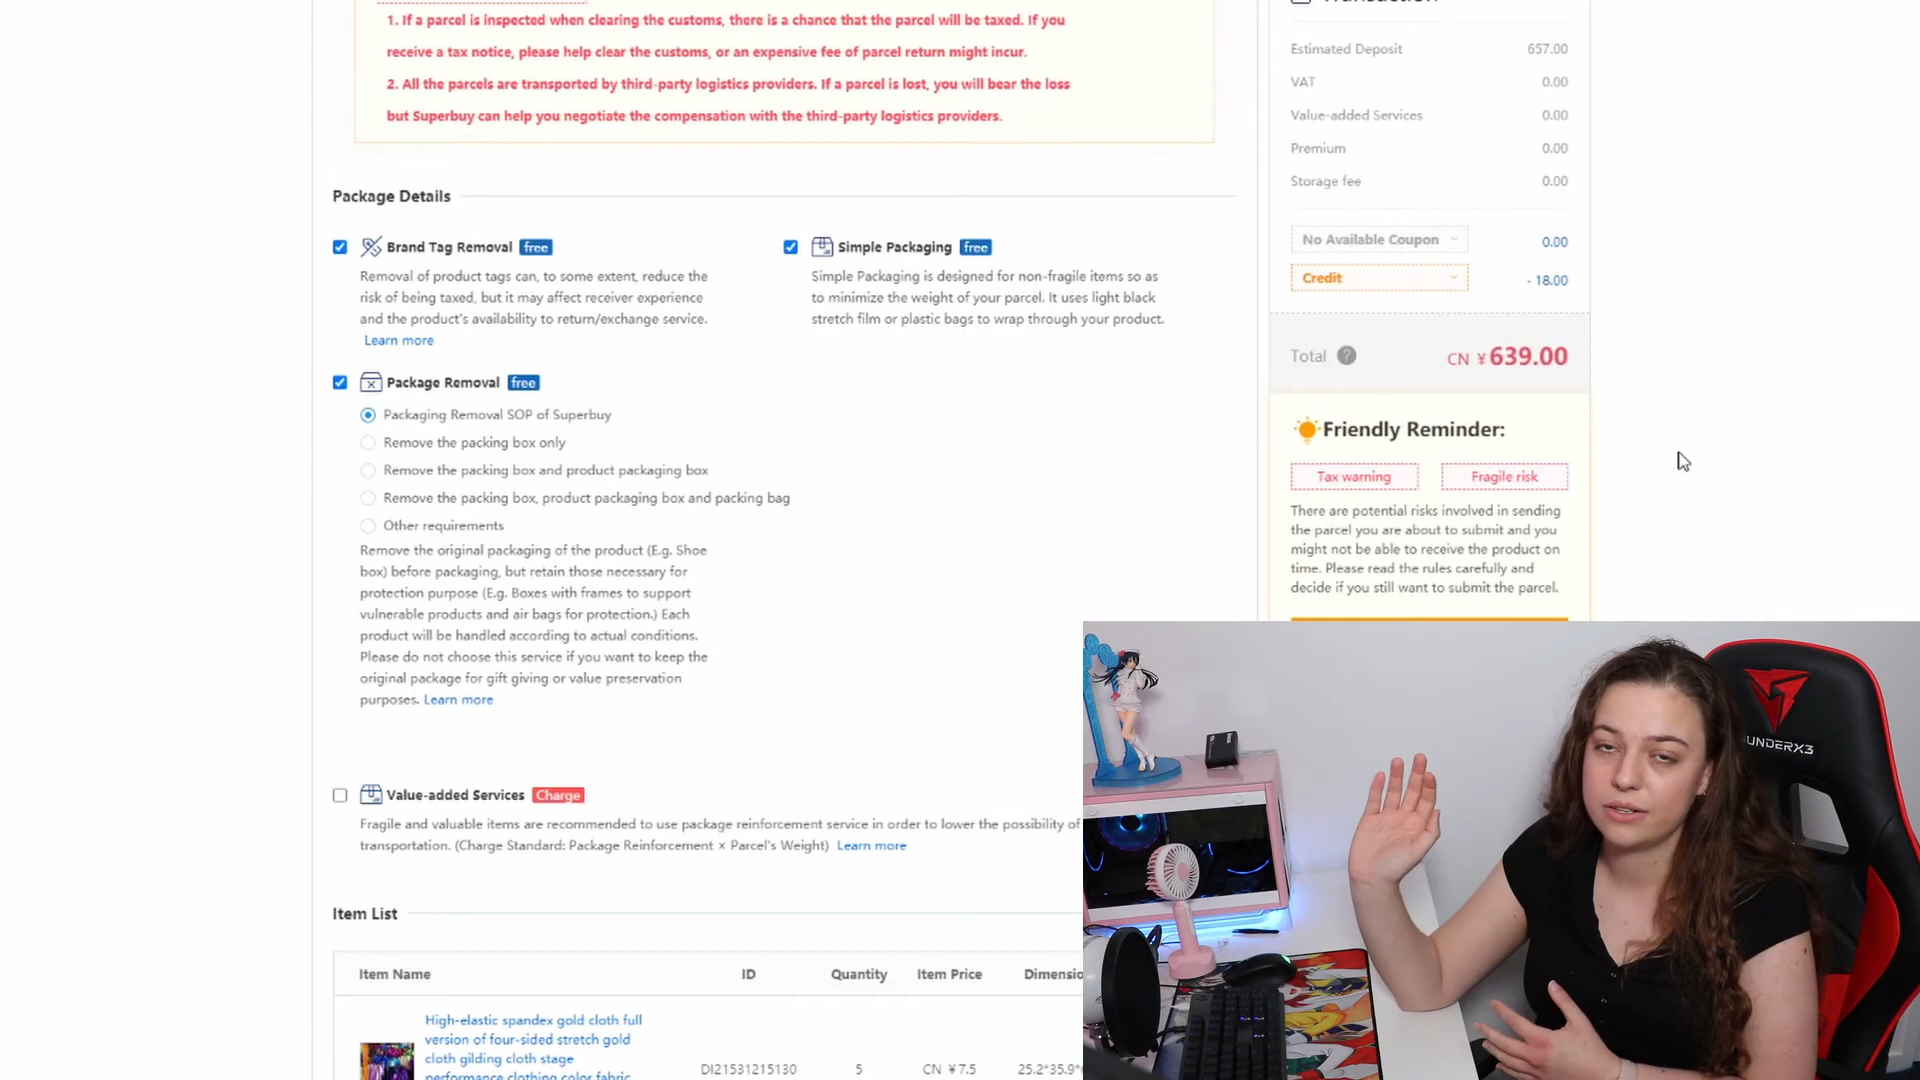 1. If a parcel is inspected when clearing the customs, there is a chance that the parcel will be taxed. If you
receive a tax notice, please help clear the customs, or an expensive fee of parcel return might incur.
2. All the parcels are transported by third-party logistics providers. If a parcel is lost, you will bear the loss
but Superbuy can help you negotiate the compensation with the third-party logistics providers.
Package Details
Brand Tag Removal free
Removal of product tags can, to some extent, reduce the
risk of being taxed, but it may affect receiver experience
and the product's availability to return/exchange service.
Learn more
Simple Packaging free
Simple Packaging is designed for non-fragile items so as
to minimize the weight of your parcel. It uses light black
stretch film or plastic bags to wrap through your product.
Package Removal free
Packaging Removal SOP of Superbuy
Remove the packing box only
Remove the packing box and product packaging box
Remove the packing box, product packaging box and packing bag
Other requirements
Remove the original packaging of the product (E.g. Shoe
box) before packaging, but retain those necessary for
protection purpose (E.g. Boxes with frames to support
vulnerable products and air bags for protection.) Each
product will be handled according to actual conditions.
Please do not choose this service if you want to keep the
original package for gift giving or value preservation
purposes. Learn more
Value-added Services Charge
Fragile and valuable items are recommended to use package reinforcement service in order to lower the possibility of
transportation. (Charge Standard: Package Reinforcement × Parcel's Weight) Learn more
Item List
Item Name ID Quantity Item Price Dimensio
High-elastic spandex gold cloth full
version of four-sided stretch gold
cloth gilding cloth stage
performance clothing color fabric
DI21531215130 5 CN ¥7.5 25.2*35.9*
Transaction
Estimated Deposit 657.00
VAT 0.00
Value-added Services 0.00
Premium 0.00
Storage fee 0.00
No Available Coupon 0.00
Credit - 18.00
Total ? CN ¥ 639.00
Friendly Reminder:
Tax warning Fragile risk
There are potential risks involved in sending
the parcel you are about to submit and you
might not be able to receive the product on
time. Please read the rules carefully and
decide if you still want to submit the parcel.
UNDERX3